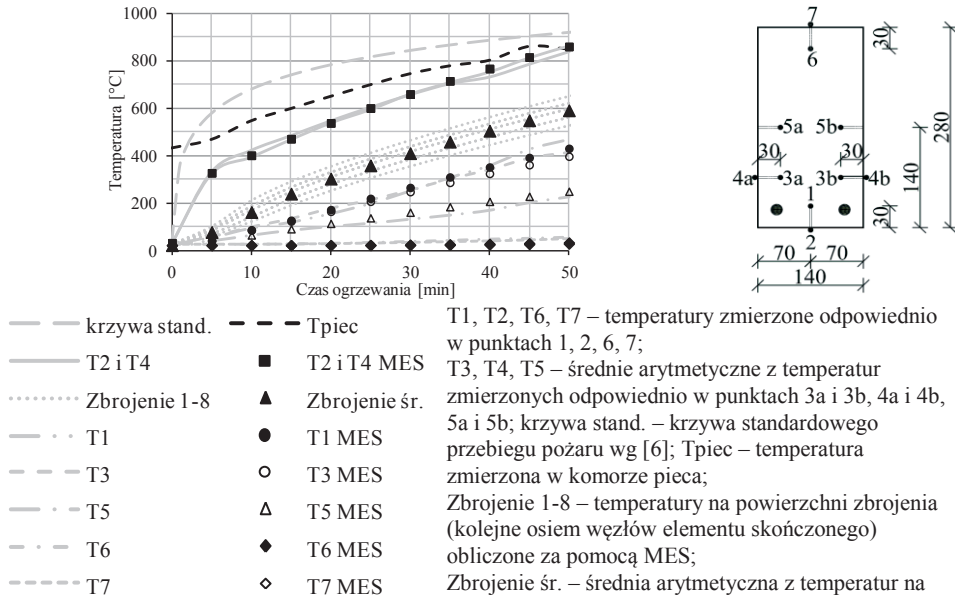 1000
800
600
400
200
0
Temperatura [°C]
0 10 20 30 40 50
Czas ogrzewania [min]
7
30
6
5a 5b
280
30 30
140
4a 3a 3b 4b
1
30
2
70 70
140
krzywa stand. Tpiec
T2 i T4 T2 i T4 MES
Zbrojenie 1-8 Zbrojenie śr.
T1 T1 MES
T3 T3 MES
T5 T5 MES
T6 T6 MES
T7 T7 MES
T1, T2, T6, T7 – temperatury zmierzone odpowiednio
w punktach 1, 2, 6, 7;
T3, T4, T5 – średnie arytmetyczne z temperatur
zmierzonych odpowiednio w punktach 3a i 3b, 4a i 4b,
5a i 5b; krzywa stand. – krzywa standardowego
przebiegu pożaru wg [6]; Tpiec – temperatura
zmierzona w komorze pieca;
Zbrojenie 1-8 – temperatury na powierzchni zbrojenia
(kolejne osiem węzłów elementu skończonego)
obliczone za pomocą MES;
Zbrojenie śr. – średnia arytmetyczna z temperatur na